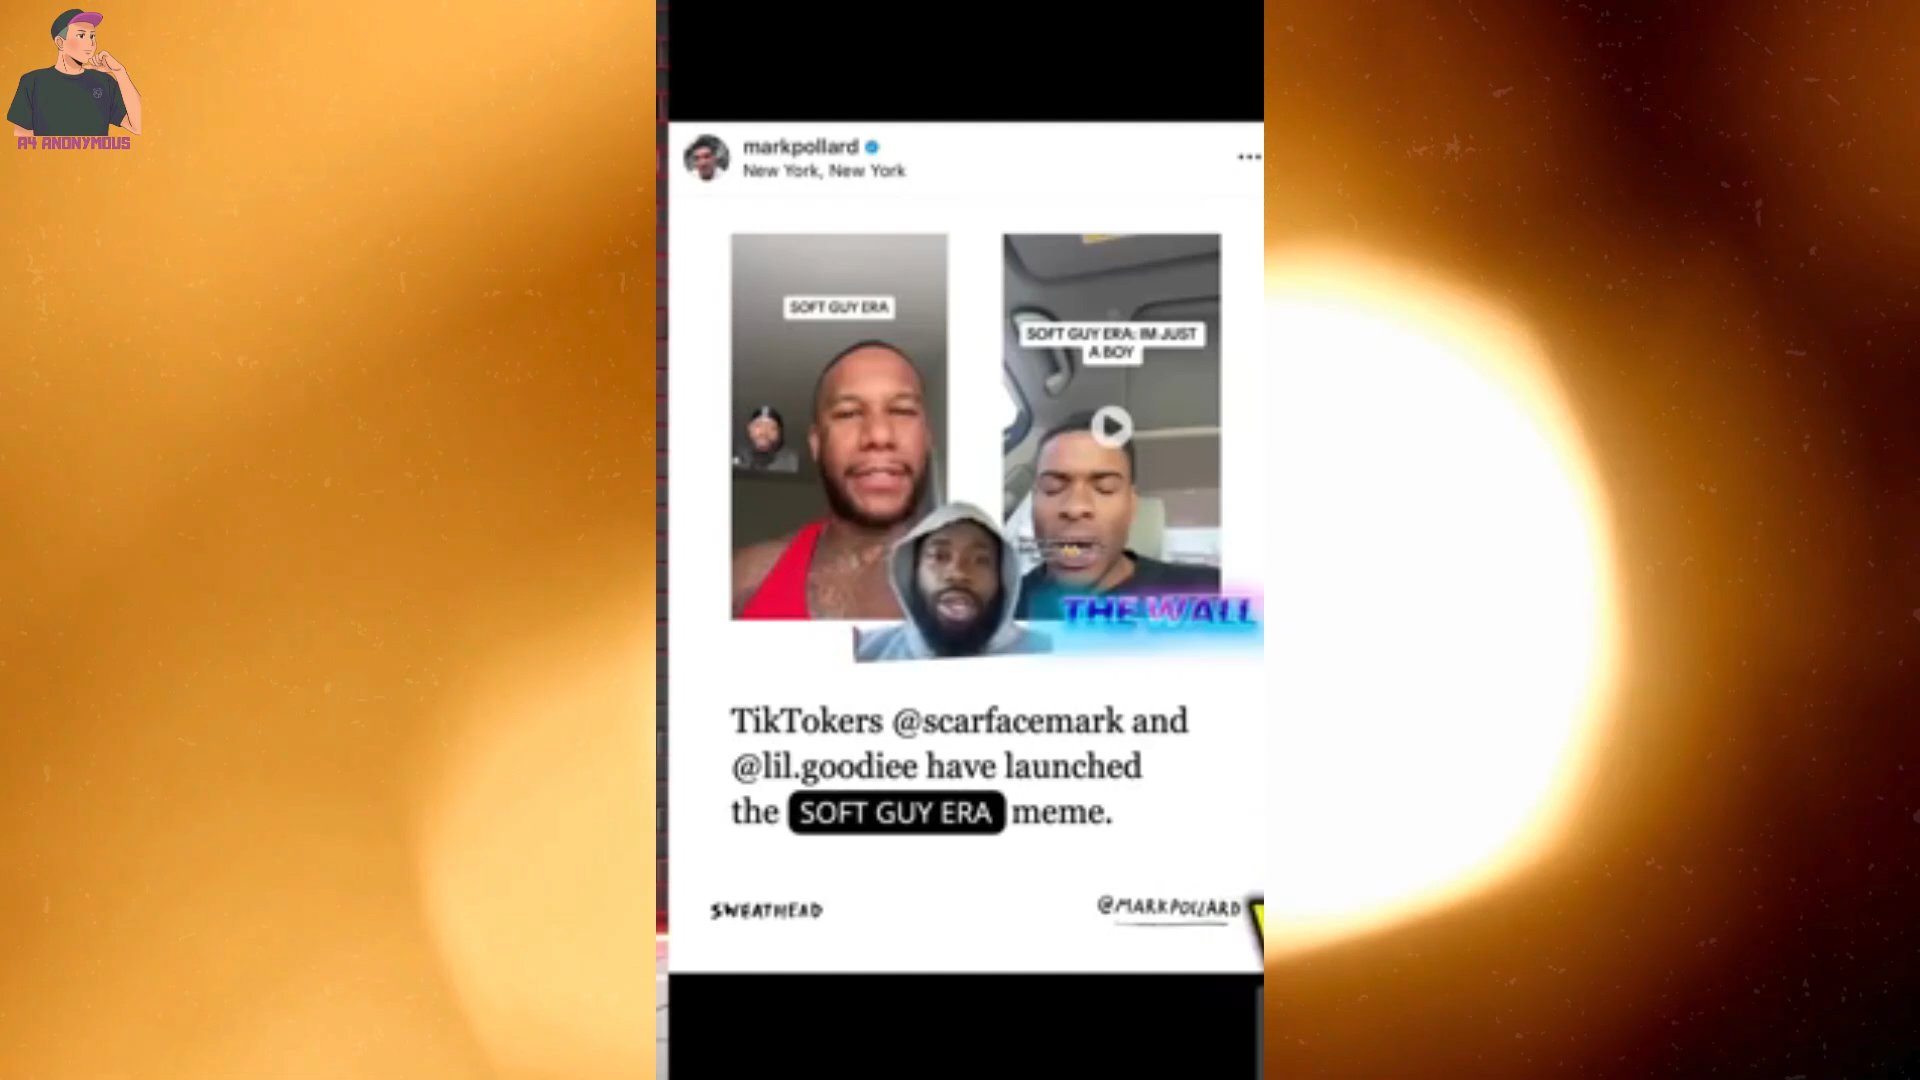 A4 ANONYMOUS
markpollard
New York, New York
SOFT GUY ERA
SOFT GUY ERA: IM JUST
A BOY
THE WALL
TikTokers @scarfacemark and
@lil.goodiee have launched
the SOFT GUY ERA meme.
SWEATHEAD
@MARKPOLLARD